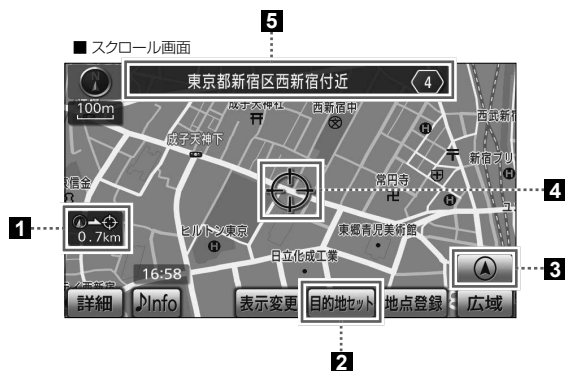 5
■ スクロール画面
東京都新宿区西新宿付近
4
N
100m
成子天神社
西新宿中
西武新
成子天神下
新宿プリ
信金
常円寺
4
1
0.7km
ヒルトン東京
東郷青児美術館
日立化成工業
3
16:58
詳細
♪Info
表示変更
目的地セット
地点登録
広域
2